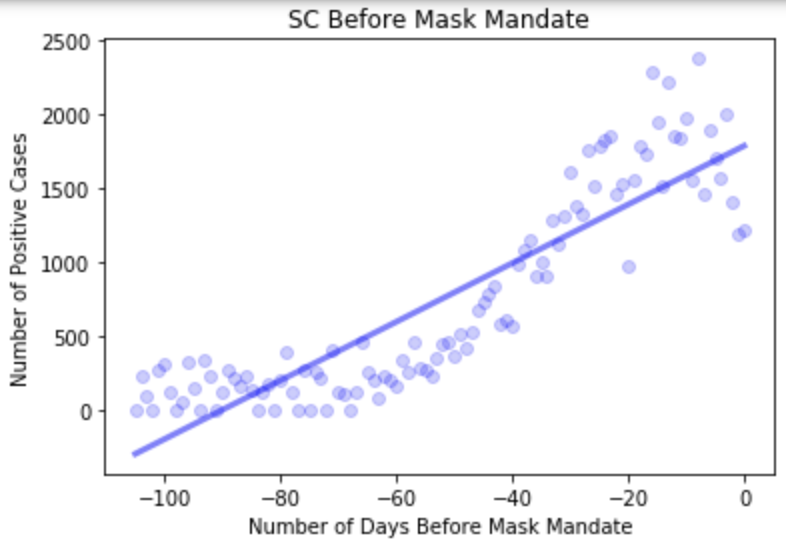 SC Before Mask Mandate
2500
2000
1500
1000
500
0
Number of Positive Cases
−100 −80 −60 −40 −20 0
Number of Days Before Mask Mandate